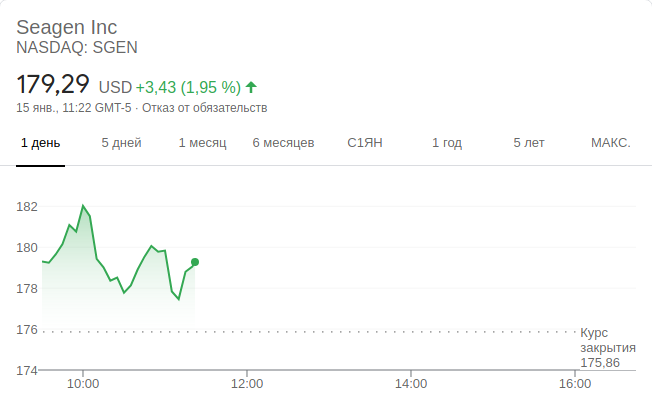 Seagen Inc
NASDAQ: SGEN
179,29 USD +3,43 (1,95 %)
15 янв., 11:22 GMT-5 · Отказ от обязательств
1 день 5 дней 1 месяц 6 месяцев С1ЯН 1 год 5 лет МАКС.
182
180
178
176
Курс
закрытия
175,86
174
10:00 12:00 14:00 16:00